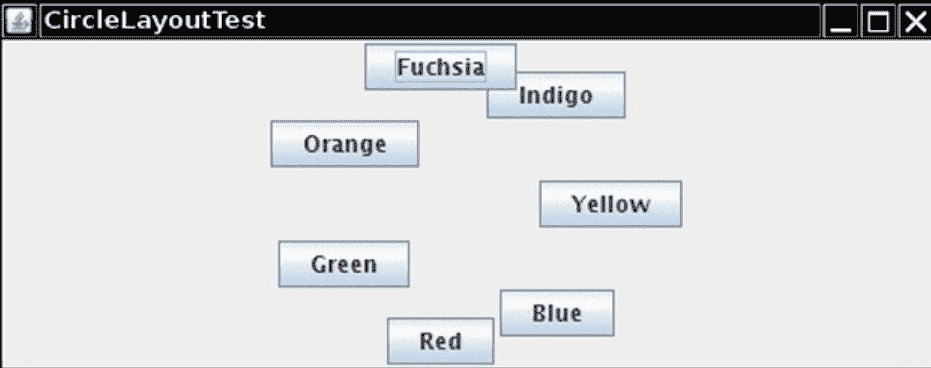 CircleLayoutTest
Fuchsia
Indigo
Orange
Yellow
Green
Blue
Red